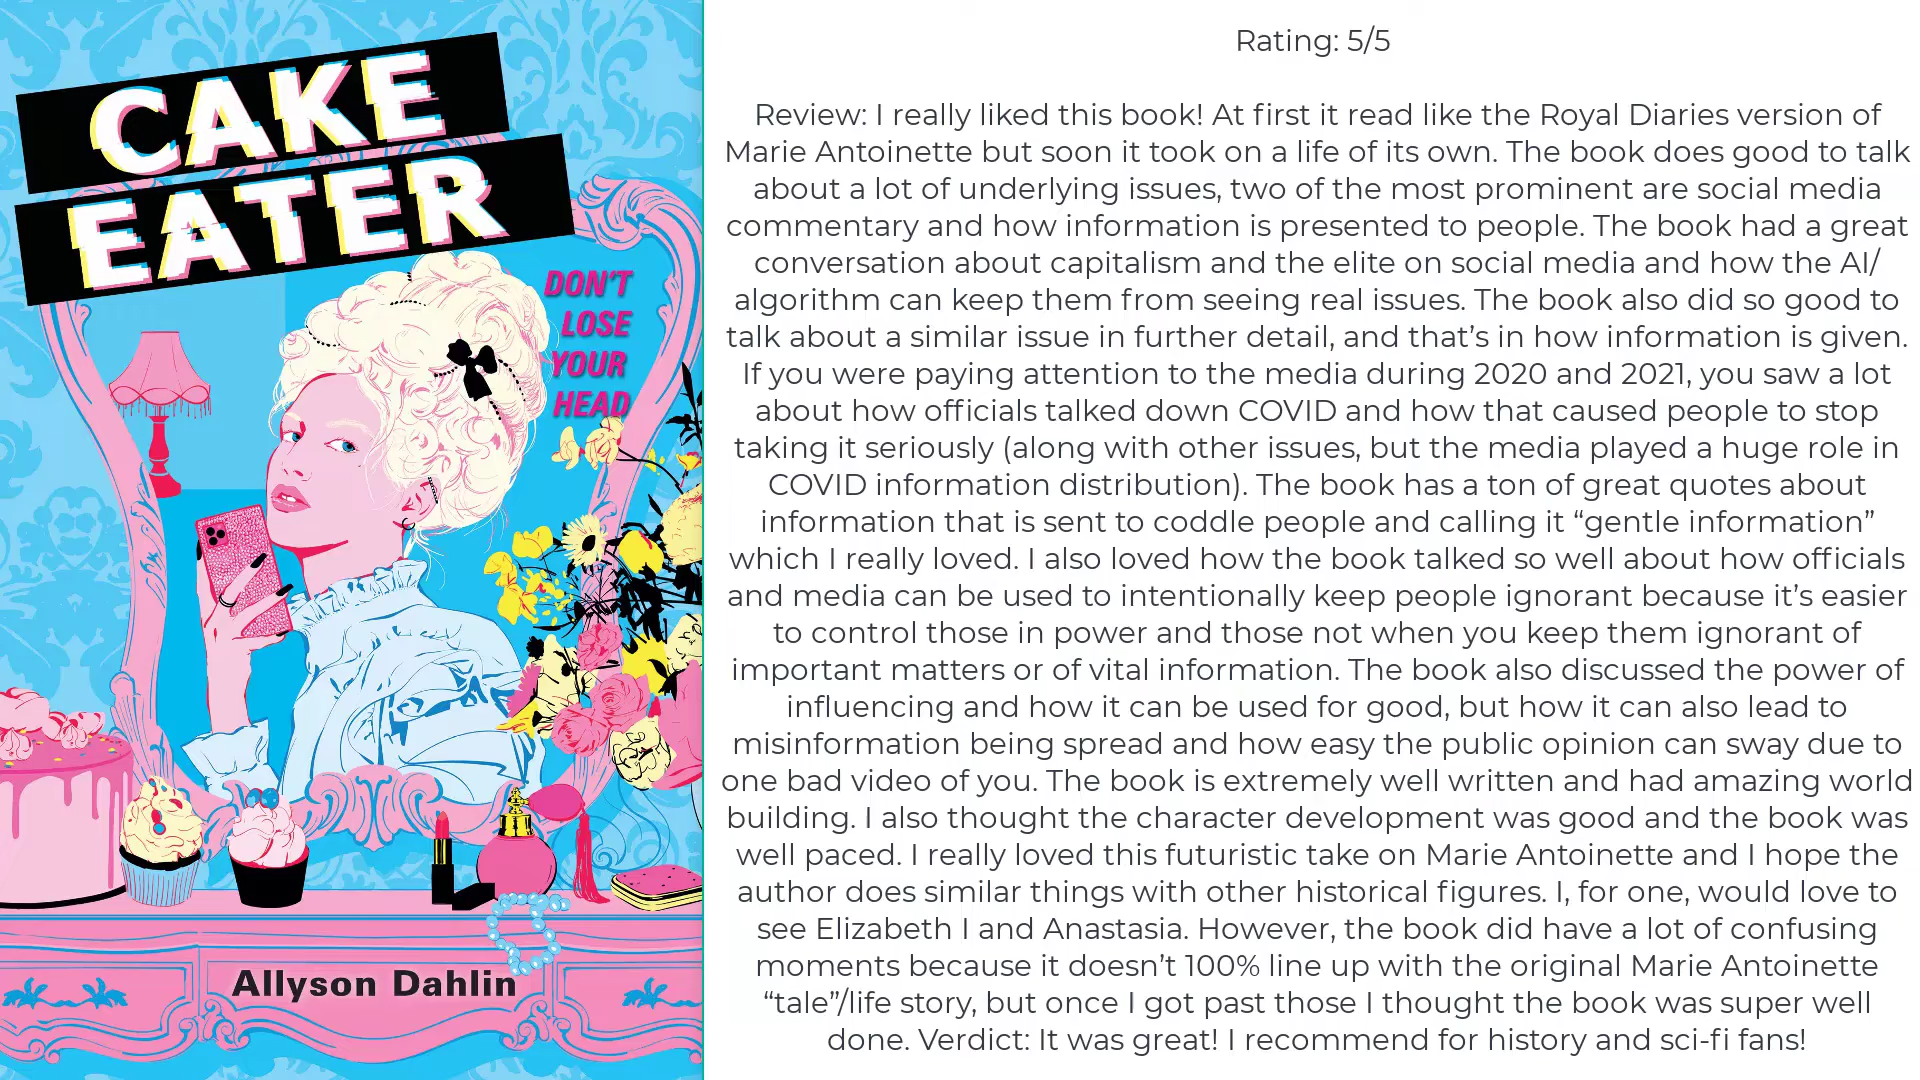 CAKE
EATER
DON'T
LOSE
YOUR
HEAD
Allyson Dahlin
Rating: 5/5
Review: I really liked this book! At first it read like the Royal Diaries version of
Marie Antoinette but soon it took on a life of its own. The book does good to talk
about a lot of underlying issues, two of the most prominent are social media
commentary and how information is presented to people. The book had a great
conversation about capitalism and the elite on social media and how the AI/
algorithm can keep them from seeing real issues. The book also did so good to
talk about a similar issue in further detail, and that’s in how information is given.
If you were paying attention to the media during 2020 and 2021, you saw a lot
about how officials talked down COVID and how that caused people to stop
taking it seriously (along with other issues, but the media played a huge role in
COVID information distribution). The book has a ton of great quotes about
information that is sent to coddle people and calling it “gentle information”
which I really loved. I also loved how the book talked so well about how officials
and media can be used to intentionally keep people ignorant because it’s easier
to control those in power and those not when you keep them ignorant of
important matters or of vital information. The book also discussed the power of
influencing and how it can be used for good, but how it can also lead to
misinformation being spread and how easy the public opinion can sway due to
one bad video of you. The book is extremely well written and had amazing world
building. I also thought the character development was good and the book was
well paced. I really loved this futuristic take on Marie Antoinette and I hope the
author does similar things with other historical figures. I, for one, would love to
see Elizabeth I and Anastasia. However, the book did have a lot of confusing
moments because it doesn’t 100% line up with the original Marie Antoinette
“tale”/life story, but once I got past those I thought the book was super well
done. Verdict: It was great! I recommend for history and sci-fi fans!